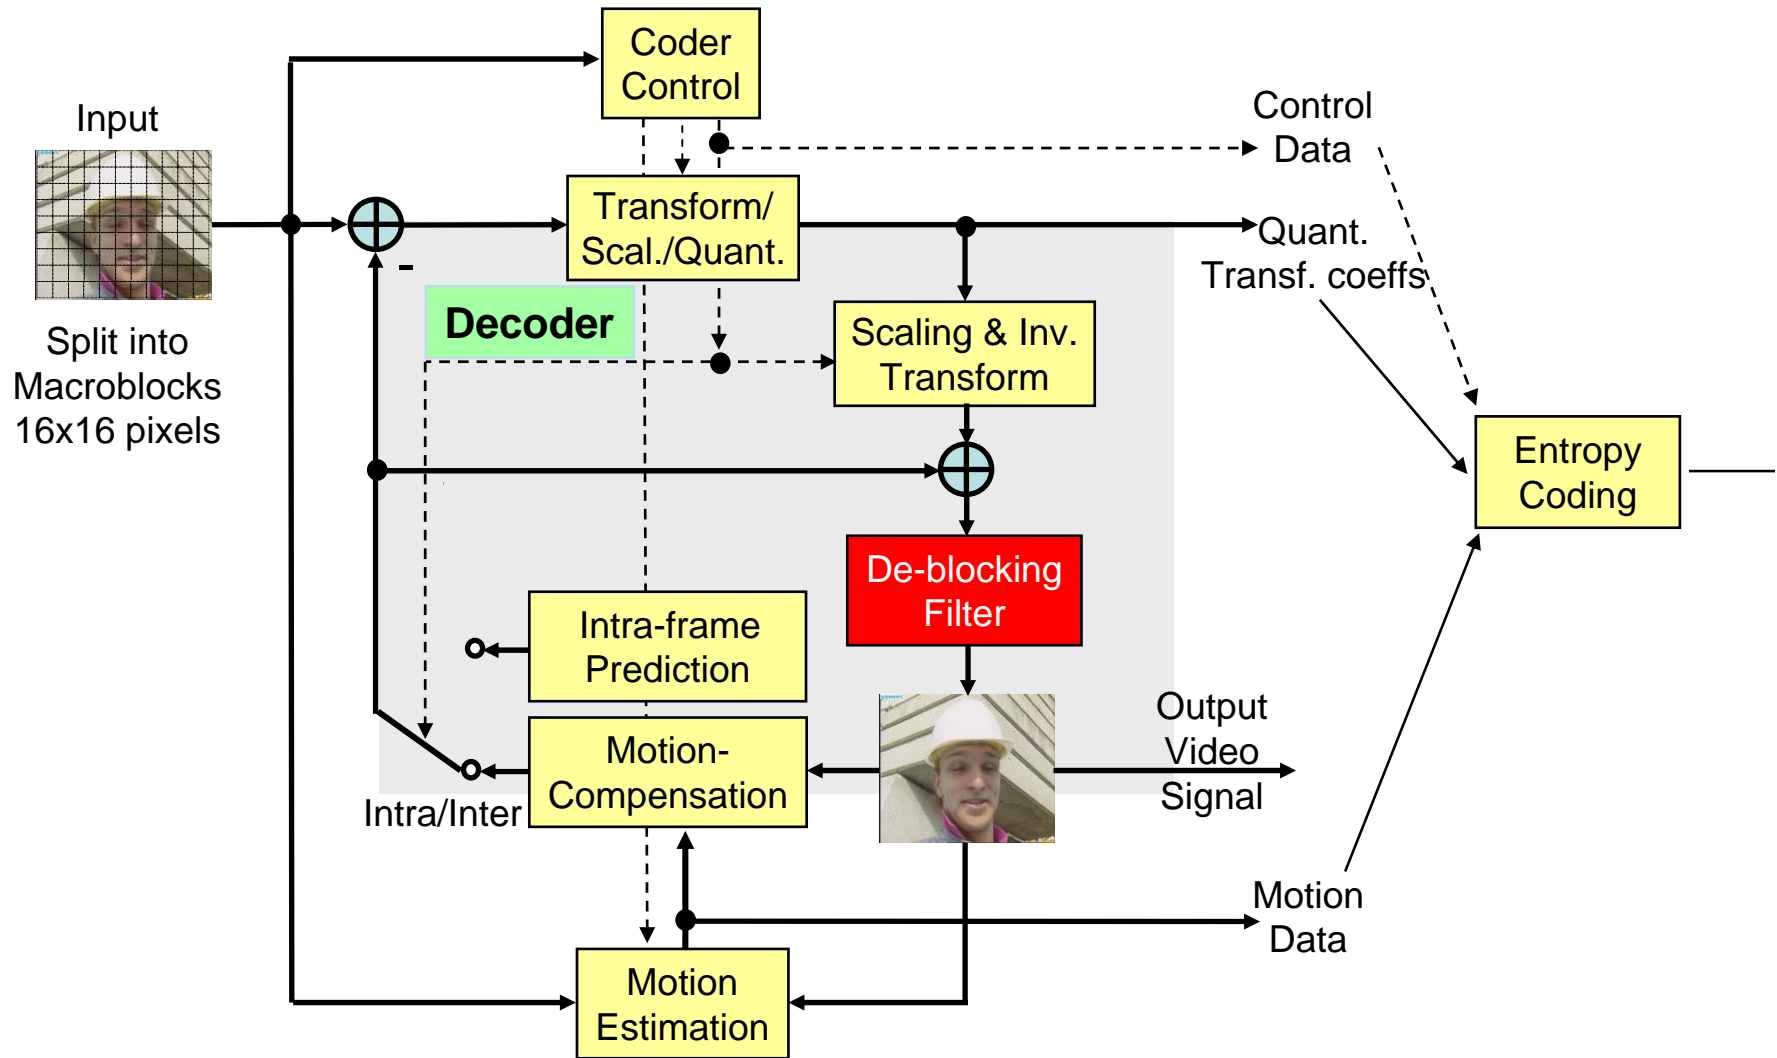 Coder
Control
Input
Control
Data
Transform/
Scal./Quant.
Quant.
Transf. coeffs
-
Decoder
Split into
Macroblocks
16x16 pixels
Scaling & Inv.
Transform
Entropy
Coding
De-blocking
Filter
Intra-frame
Prediction
Motion-
Compensation
Output
Video
Signal
Intra/Inter
Motion
Data
Motion
Estimation